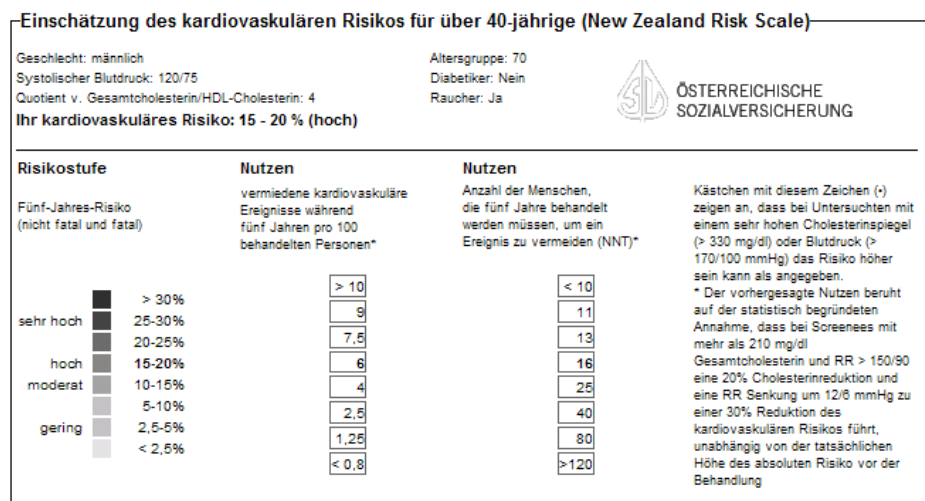 Einschätzung des kardiovaskulären Risikos für über 40-jährige (New Zealand Risk Scale)
Geschlecht: männlich
Systolischer Blutdruck: 120/75
Quotient v. Gesamtcholesterin/HDL-Cholesterin: 4
Ihr kardiovaskuläres Risiko: 15 - 20 % (hoch)
Altersgruppe: 70
Diabetiker: Nein
Raucher: Ja
ÖSTERREICHISCHE
SOZIALVERSICHERUNG
Risikostufe
Fünf-Jahres-Risiko
(nicht fatal und fatal)
> 30%
sehr hoch 25-30%
20-25%
hoch 15-20%
moderat 10-15%
5-10%
gering 2,5-5%
< 2,5%
Nutzen
vermiedene kardiovaskuläre
Ereignisse während
fünf Jahren pro 100
behandelten Personen*
> 10
9
7,5
6
4
2,5
1,25
< 0,8
Nutzen
Anzahl der Menschen,
die fünf Jahre behandelt
werden müssen, um ein
Ereignis zu vermeiden (NNT)*
< 10
11
13
16
25
40
80
>120
Kästchen mit diesem Zeichen (•)
zeigen an, dass bei Untersuchten mit
einem sehr hohen Cholesterinspiegel
(> 330 mg/dl) oder Blutdruck (>
170/100 mmHg) das Risiko höher
sein kann als angegeben.
* Der vorhergesagte Nutzen beruht
auf der statistisch begründeten
Annahme, dass bei Screenees mit
mehr als 210 mg/dl
Gesamtcholesterin und RR > 150/90
eine 20% Cholesterinreduktion und
eine RR Senkung um 12/6 mmHg zu
einer 30% Reduktion des
kardiovaskulären Risikos führt,
unabhängig von der tatsächlichen
Höhe des absoluten Risiko vor der
Behandlung